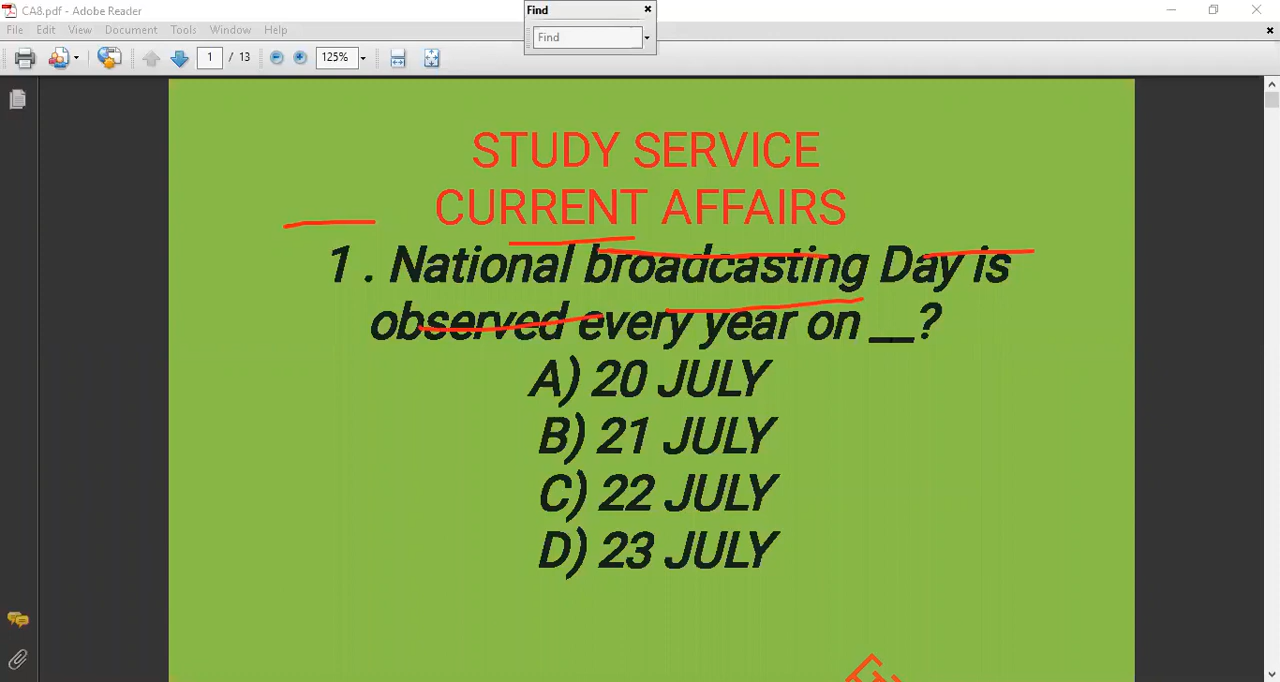 CA8.pdf - Adobe Reader
Find
File Edit View Document Tools Window Help
Find
1 / 13 125%
STUDY SERVICE
CURRENT AFFAIRS
1 . National broadcasting Day is
observed every year on __?
A) 20 JULY
B) 21 JULY
C) 22 JULY
D) 23 JULY